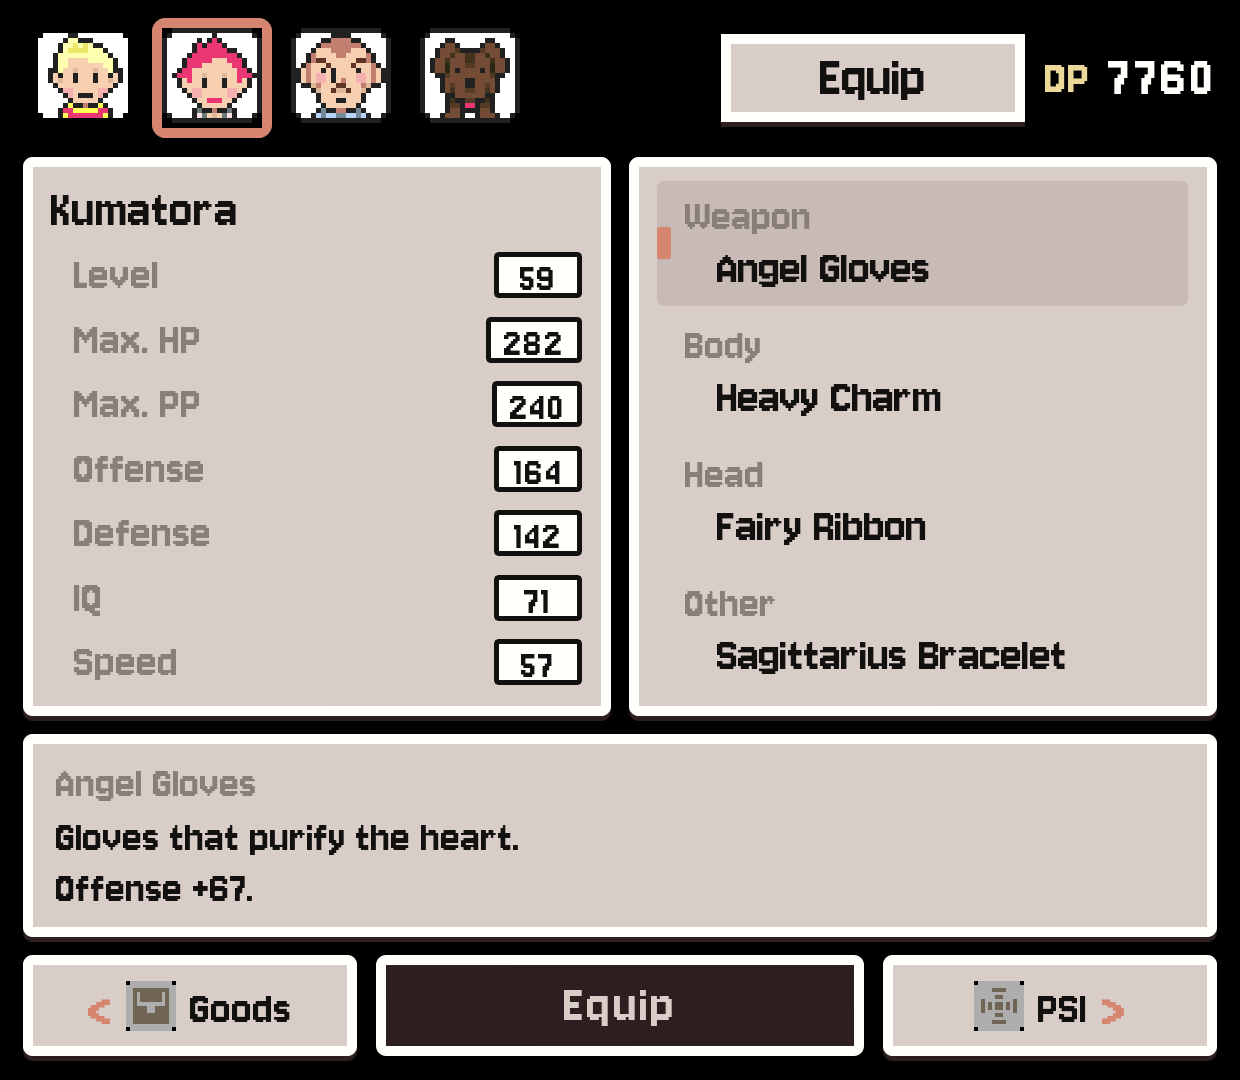 Equip
DP 7760
Kumatora
Level 59
Max. HP 282
Max. PP 240
Offense 164
Defense 142
IQ 71
Speed 57
Weapon
Angel Gloves
Body
Heavy Charm
Head
Fairy Ribbon
Other
Sagittarius Bracelet
Angel Gloves
Gloves that purify the heart.
Offense +67.
< Goods
Equip
PSI >